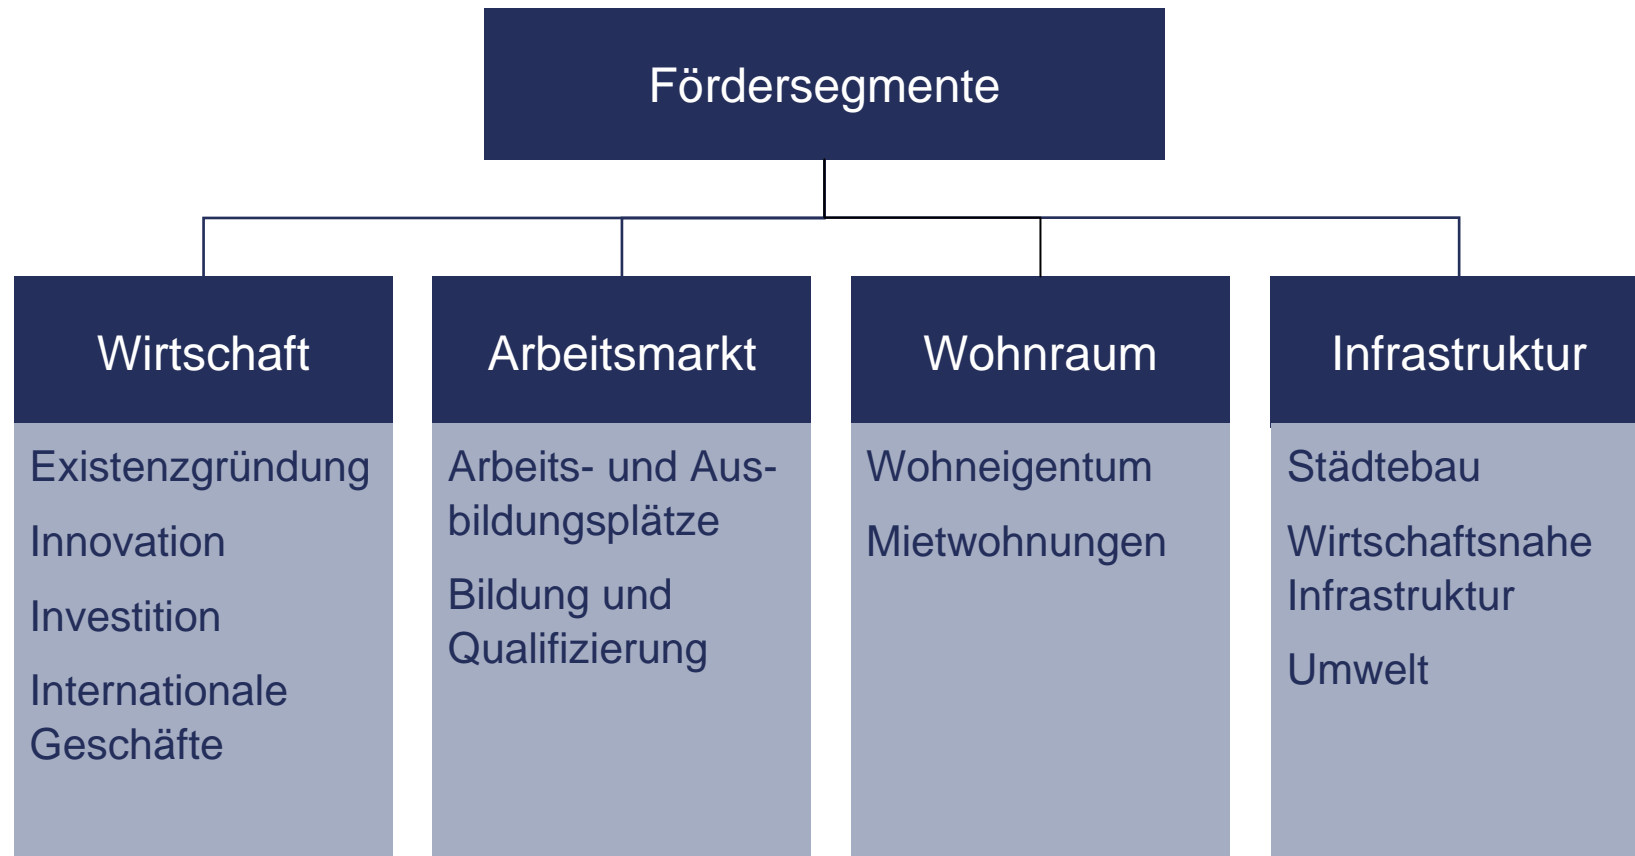 Fördersegmente
Wirtschaft
Existenzgründung
Innovation
Investition
Internationale
Geschäfte
Arbeitsmarkt
Arbeits- und Aus-
bildungsplätze
Bildung und
Qualifizierung
Wohnraum
Wohneigentum
Mietwohnungen
Infrastruktur
Städtebau
Wirtschaftsnahe
Infrastruktur
Umwelt